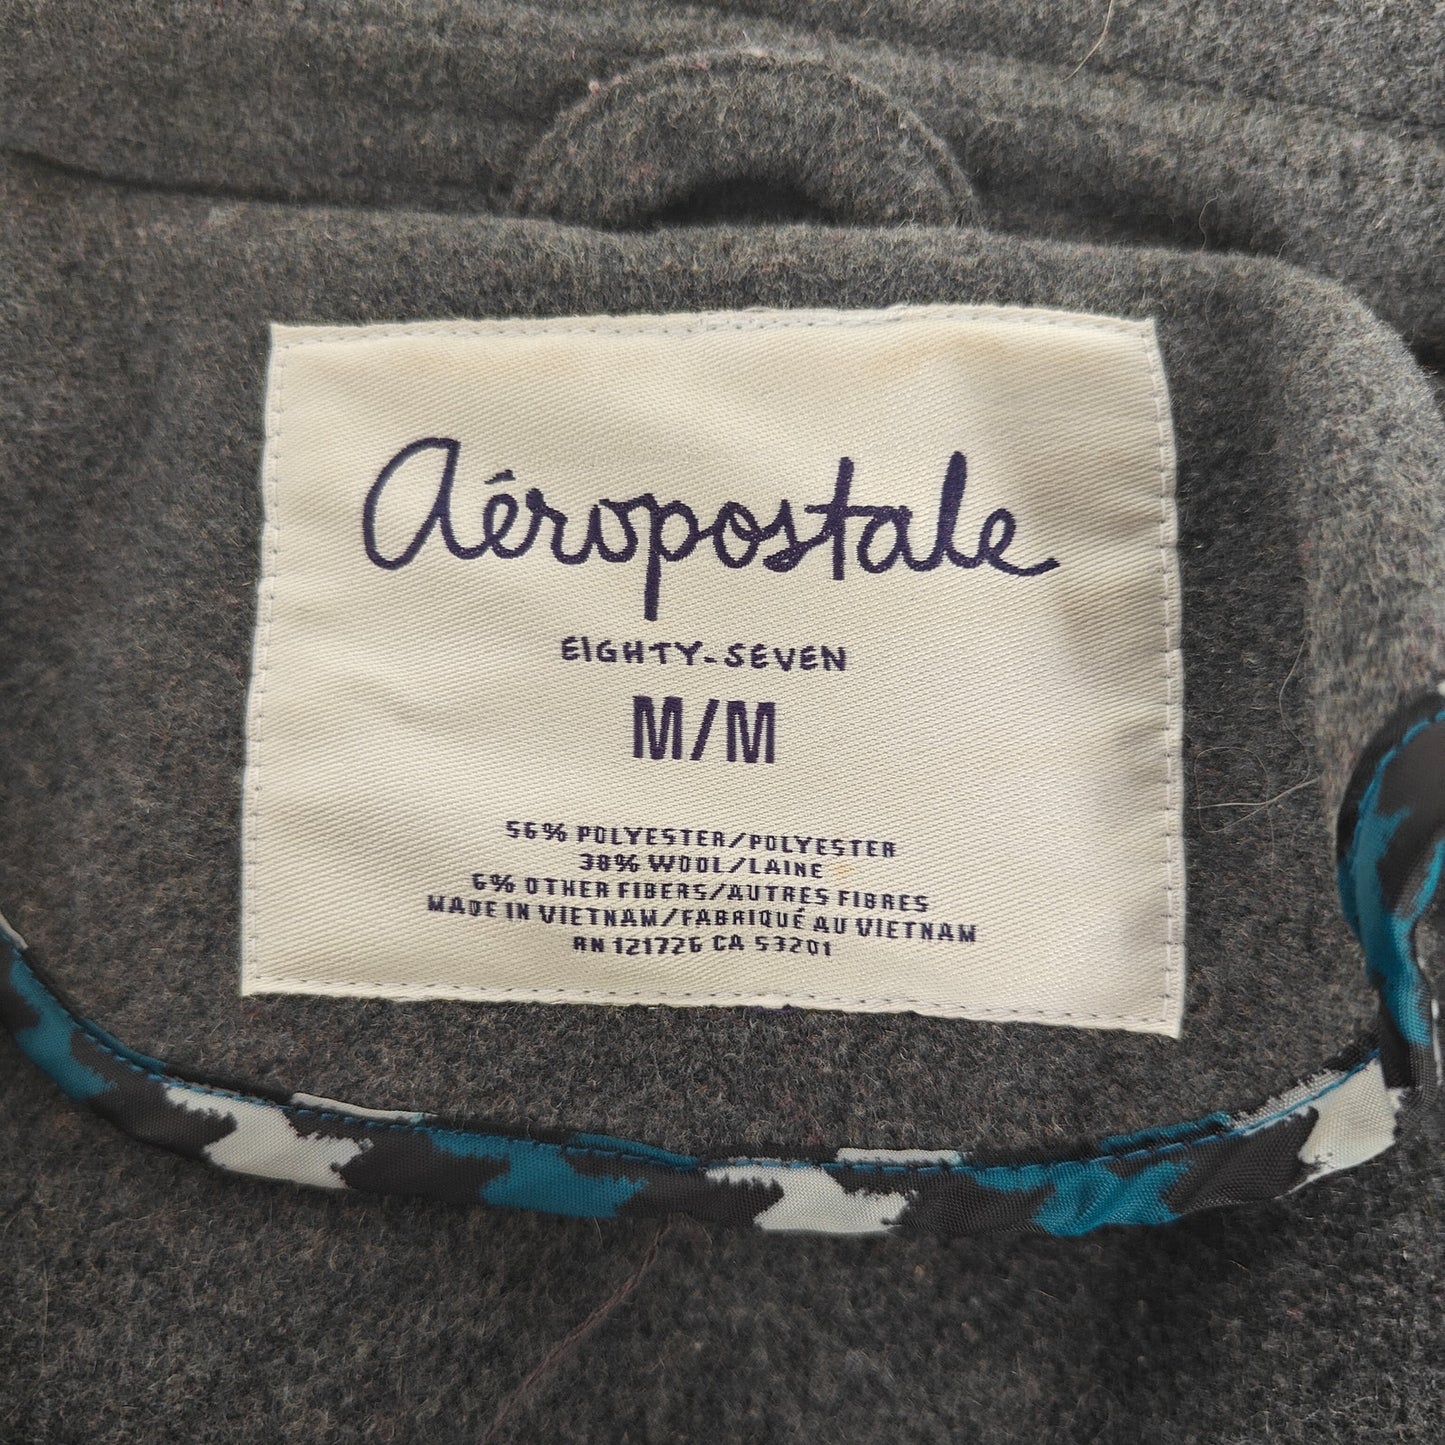 aéropostale
EIGHTY-SEVEN
M/M
56% POLYESTER/POLYESTER
38% WOOL/LAINE
6% OTHER FIBERS/AUTRES FIBRES
MADE IN VIETNAM/FABRIQUÉ AU VIETNAM
RN 121726 CA 53201